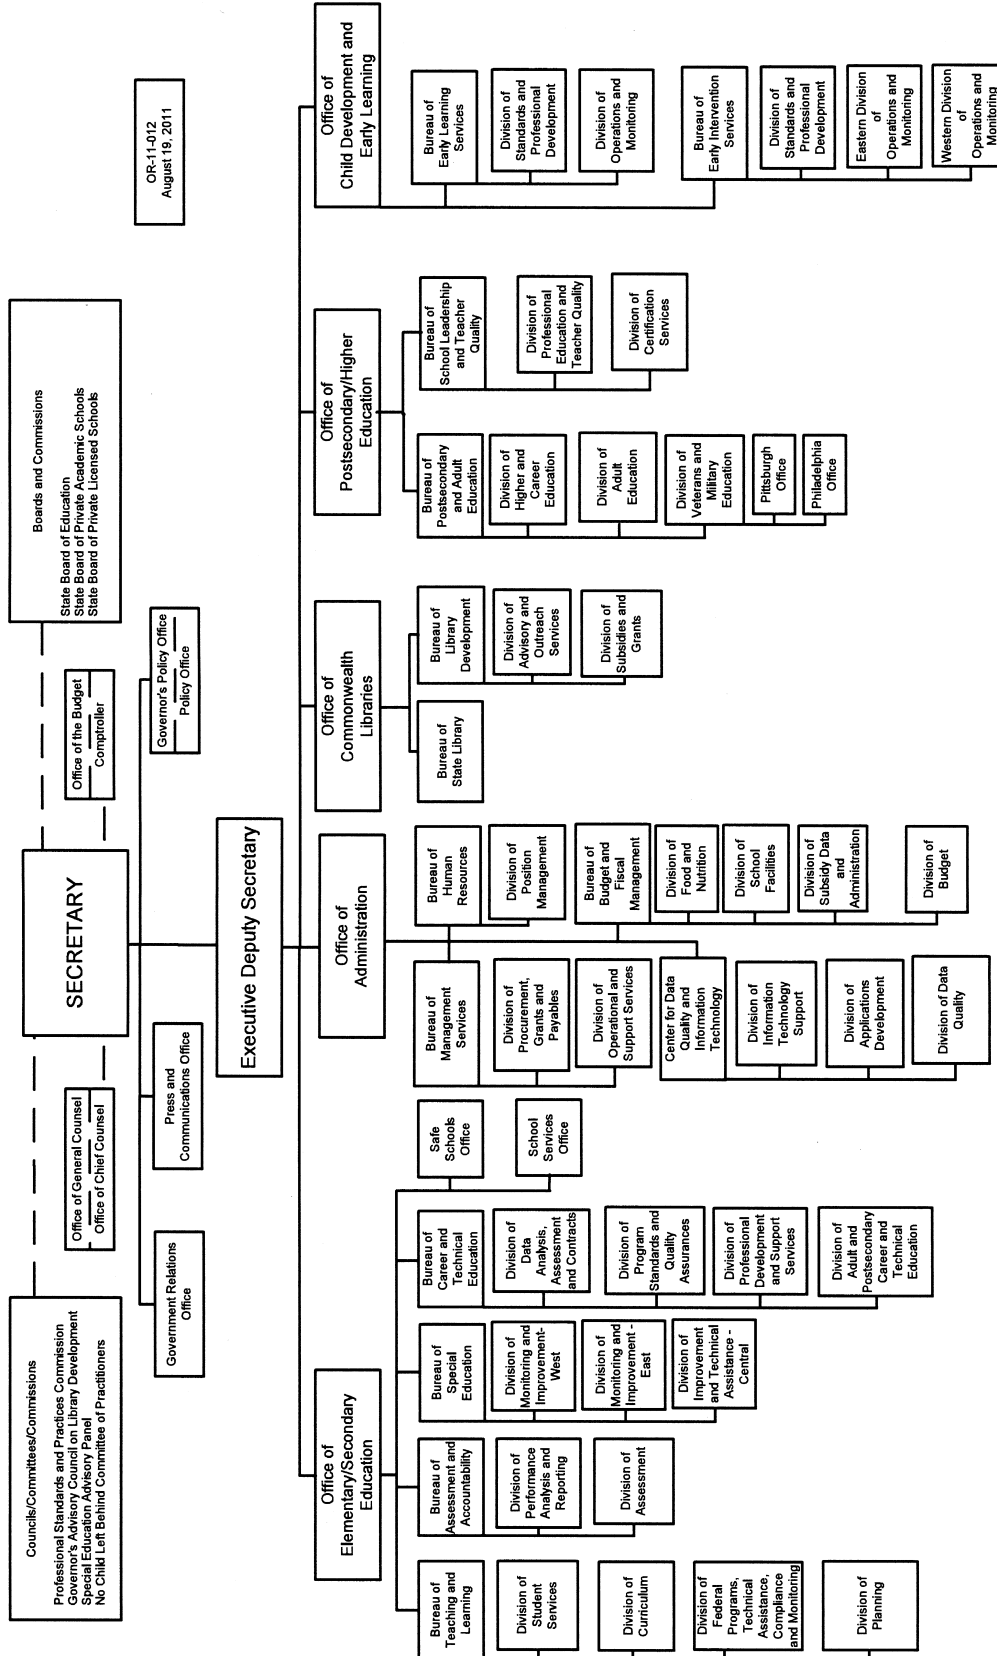 Councils/Committees/Commissions
Professional Standards and Practices Commission
Governor's Advisory Council on Library Development
Special Education Advisory Panel
No Child Left Behind Committee of Practitioners
SECRETARY
Boards and Commissions
State Board of Education
State Board of Private Academic Schools
State Board of Private Licensed Schools
OR-11-012
August 19, 2011
Office of General Counsel
Office of Chief Counsel
Office of the Budget
Comptroller
Government Relations
Office
Press and
Communications Office
Governor's Policy Office
Policy Office
Executive Deputy Secretary
Office of
Elementary/Secondary
Education
Bureau of
Teaching and
Learning
Division of
Student
Services
Division of
Curriculum
Division of
Federal
Programs,
Technical
Assistance,
Compliance
and Monitoring
Division of
Planning
Bureau of
Assessment and
Accountability
Division of
Performance
Analysis and
Reporting
Division of
Assessment
Bureau of
Special
Education
Division of
Monitoring and
Improvement-
West
Division of
Monitoring and
Improvement -
East
Division of
Improvement
and Technical
Assistance -
Central
Bureau of
Career and
Technical
Education
Division of
Data
Analysis,
Assessment
and Contracts
Division of
Program
Standards and
Quality
Assurances
Division of
Professional
Development
and Support
Services
Division of
Adult and
Postsecondary
Career and
Technical
Education
Safe
Schools
Office
School
Services
Office
Office of
Administration
Bureau of
Management
Services
Division of
Procurement,
Grants and
Payables
Division of
Operational and
Support Services
Center for Data
Quality and
Information
Technology
Division of
Information
Technology
Support
Division of
Applications
Development
Division of Data
Quality
Bureau of
Human
Resources
Division of
Position
Management
Bureau of
Budget and
Fiscal
Management
Division of
Food and
Nutrition
Division of
School
Facilities
Division of
Subsidy Data
and
Administration
Division of
Budget
Office of
Commonwealth
Libraries
Bureau of
State Library
Bureau of
Library
Development
Division of
Advisory and
Outreach
Services
Division of
Subsidies and
Grants
Office of
Postsecondary/Higher
Education
Bureau of
Postsecondary
and Adult
Education
Division of
Higher and
Career
Education
Division of
Adult
Education
Division of
Veterans and
Military
Education
Pittsburgh
Office
Philadelphia
Office
Bureau of
School Leadership
and Teacher
Quality
Division of
Professional
Education and
Teacher Quality
Division of
Certification
Services
Office of
Child Development and
Early Learning
Bureau of
Early Learning
Services
Division of
Standards and
Professional
Development
Division of
Operations and
Monitoring
Bureau of
Early Intervention
Services
Division of
Standards and
Professional
Development
Eastern Division
of
Operations and
Monitoring
Western Division
of
Operations and
Monitoring